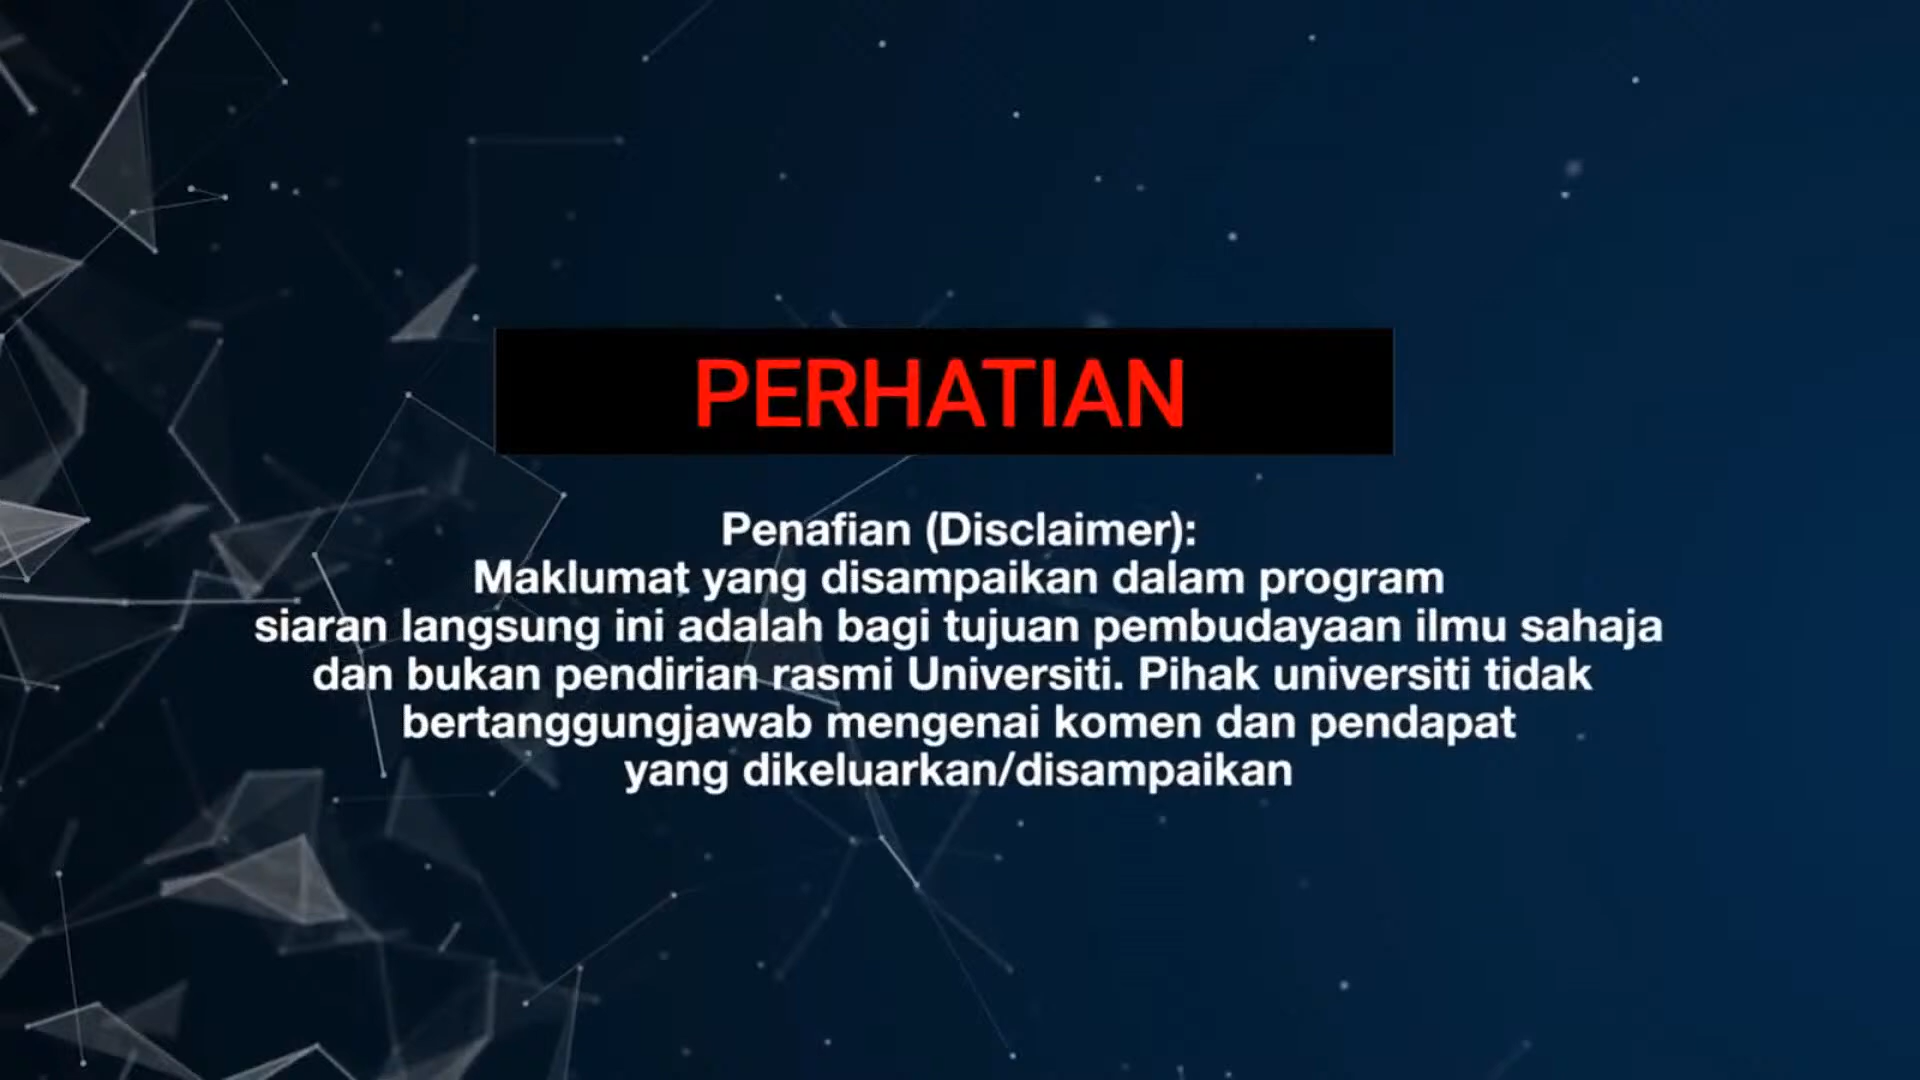 PERHATIAN
Penafian (Disclaimer):
Maklumat yang disampaikan dalam program
siaran langsung ini adalah bagi tujuan pembudayaan ilmu sahaja
dan bukan pendirian rasmi Universiti. Pihak universiti tidak
bertanggungjawab mengenai komen dan pendapat
yang dikeluarkan/disampaikan